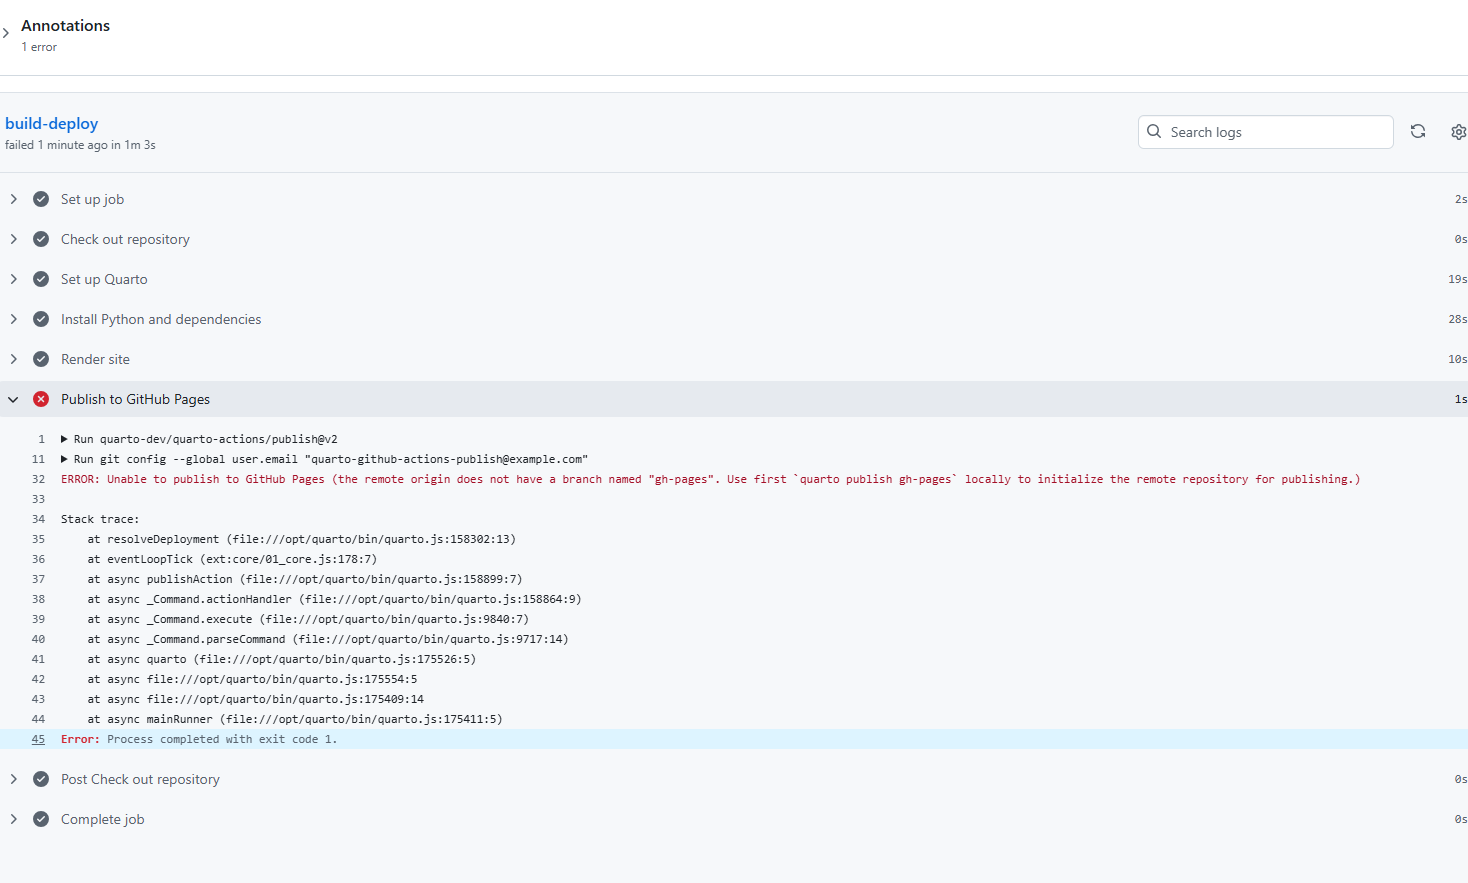 Annotations
1 error
build-deploy
failed 1 minute ago in 1m 3s
Search logs
Set up job 2s
Check out repository 0s
Set up Quarto 19s
Install Python and dependencies 28s
Render site 10s
Publish to GitHub Pages 1s
1 Run quarto-dev/quarto-actions/publish@v2
11 Run git config --global user.email "quarto-github-actions-publish@example.com"
32 ERROR: Unable to publish to GitHub Pages (the remote origin does not have a branch named "gh-pages". Use first `quarto publish gh-pages` locally to initialize the remote repository for publishing.)
33
34 Stack trace:
35 at resolveDeployment (file:///opt/quarto/bin/quarto.js:158302:13)
36 at eventLoopTick (ext:core/01_core.js:178:7)
37 at async publishAction (file:///opt/quarto/bin/quarto.js:158899:7)
38 at async _Command.actionHandler (file:///opt/quarto/bin/quarto.js:158864:9)
39 at async _Command.execute (file:///opt/quarto/bin/quarto.js:9840:7)
40 at async _Command.parseCommand (file:///opt/quarto/bin/quarto.js:9717:14)
41 at async quarto (file:///opt/quarto/bin/quarto.js:175526:5)
42 at async file:///opt/quarto/bin/quarto.js:175554:5
43 at async file:///opt/quarto/bin/quarto.js:175409:14
44 at async mainRunner (file:///opt/quarto/bin/quarto.js:175411:5)
45 Error: Process completed with exit code 1.
Post Check out repository 0s
Complete job 0s